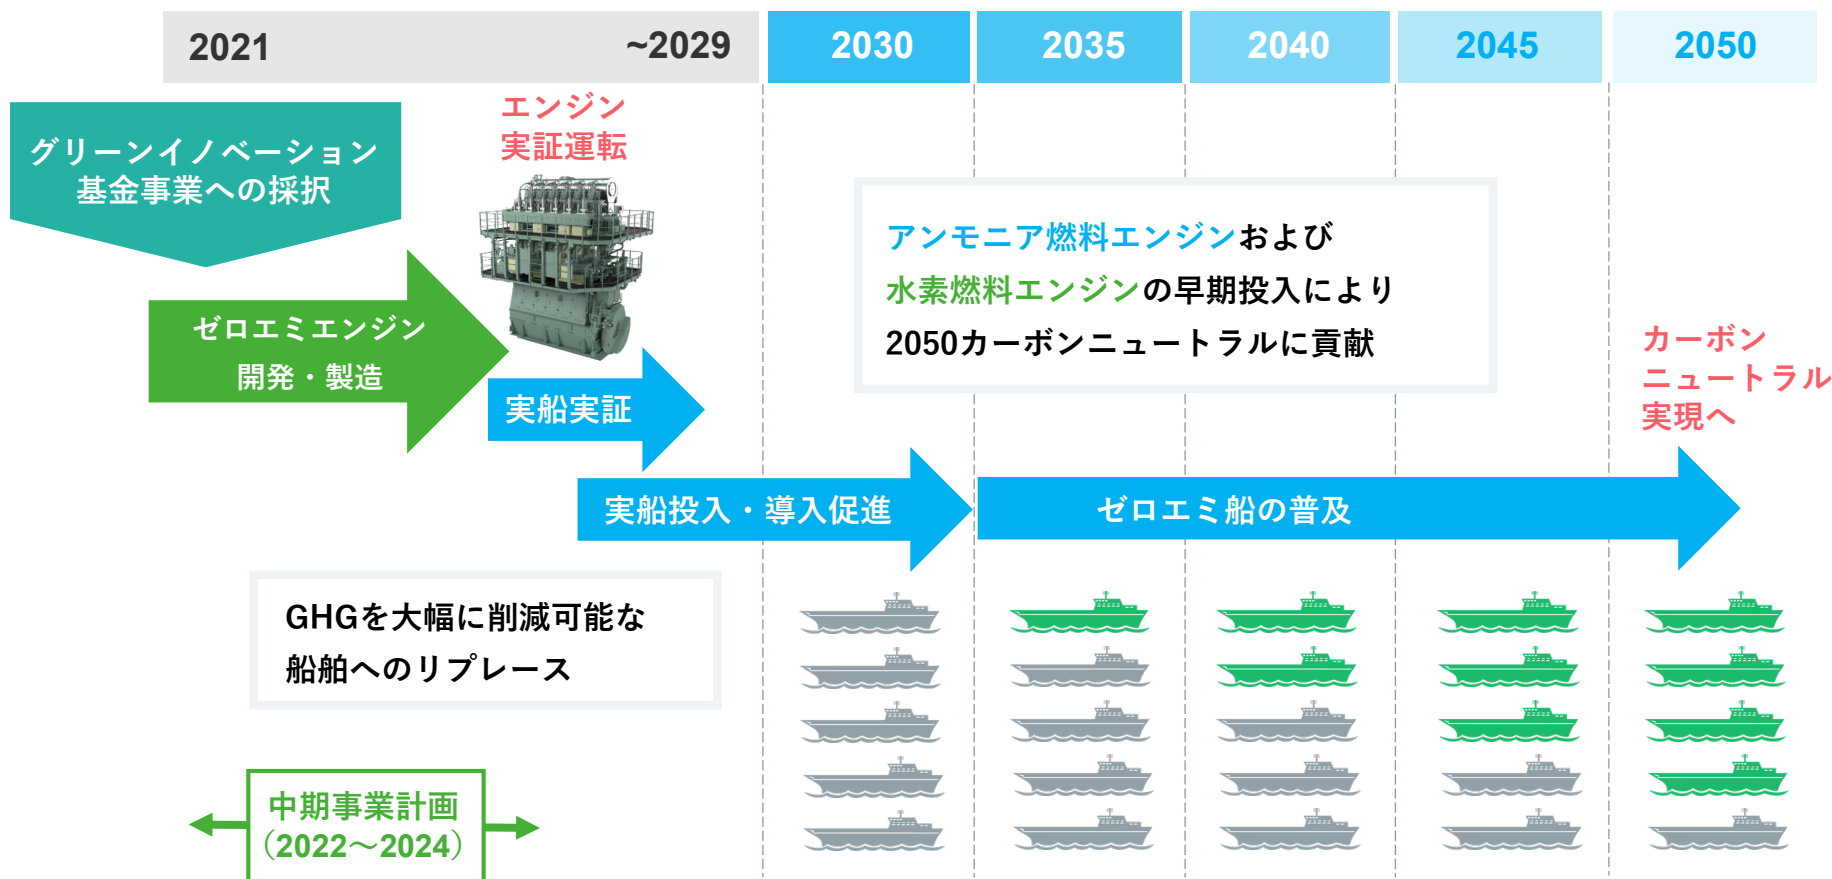 2021
~2029
2030
2035
2040
2045
2050
グリーンイノベーション
基金事業への採択
エンジン
実証運転
アンモニア燃料エンジンおよび
水素燃料エンジンの早期投入により
2050カーボンニュートラルに貢献
ゼロエミエンジン
開発・製造
カーボン
ニュートラル
実現へ
実船実証
実船投入・導入促進
ゼロエミ船の普及
GHGを大幅に削減可能な
船舶へのリプレース
中期事業計画
（2022～2024）